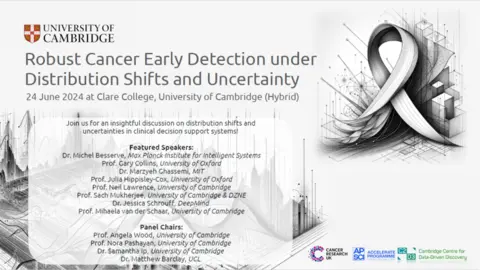 UNIVERSITY OF
CAMBRIDGE
Robust Cancer Early Detection under
Distribution Shifts and Uncertainty
24 June 2024 at Clare College, University of Cambridge (Hybrid)
Join us for an insightful discussion on distribution shifts and
uncertainties in clinical decision support systems!
Featured Speakers:
Dr. Michel Besserve, Max Planck Institute for Intelligent Systems
Prof. Gary Collins, University of Oxford
Dr. Marzyeh Ghassemi, MIT
Prof. Julia Hippisley-Cox, University of Oxford
Prof. Neil Lawrence, University of Cambridge
Prof. Sach Mukherjee, University of Cambridge & DZNE
Dr. Jessica Schrouff, DeepMind
Prof. Mihaela van der Schaar, University of Cambridge
Panel Chairs:
Prof. Angela Wood, University of Cambridge
Prof. Nora Pashayan, University of Cambridge
Dr. Samantha Ip, University of Cambridge
Dr. Matthew Barclay, UCL
CANCER
RESEARCH
UK
AP
SCI
ACCELERATE
PROGRAMME
Cambridge Centre for
Data-Driven Discovery